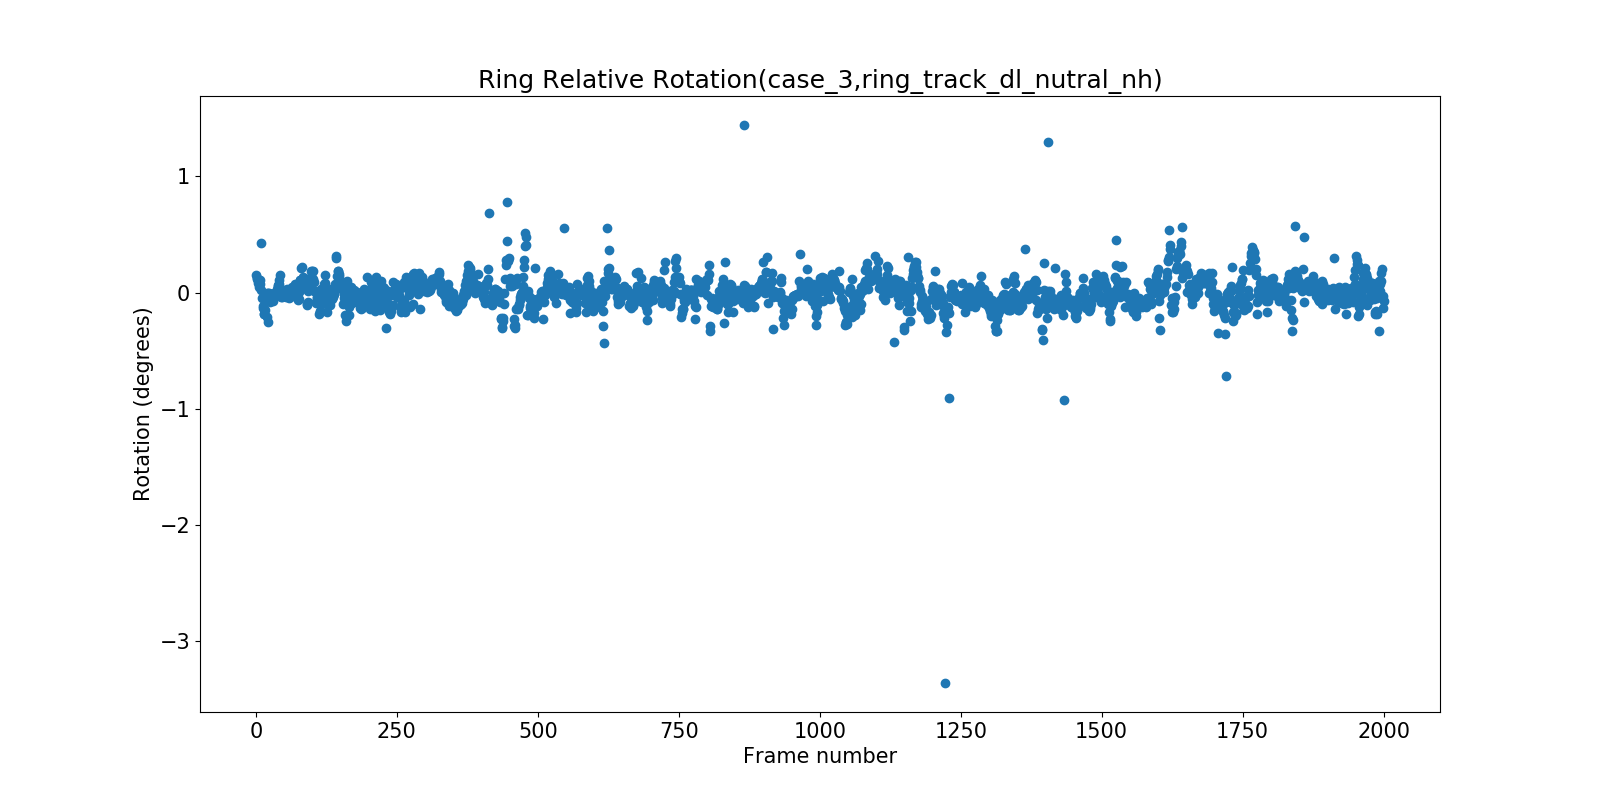 Ring Relative Rotation(case_3,ring_track_dl_nutral_nh)
1
0
−1
−2
−3
Rotation (degrees)
0 250 500 750 1000 1250 1500 1750 2000
Frame number